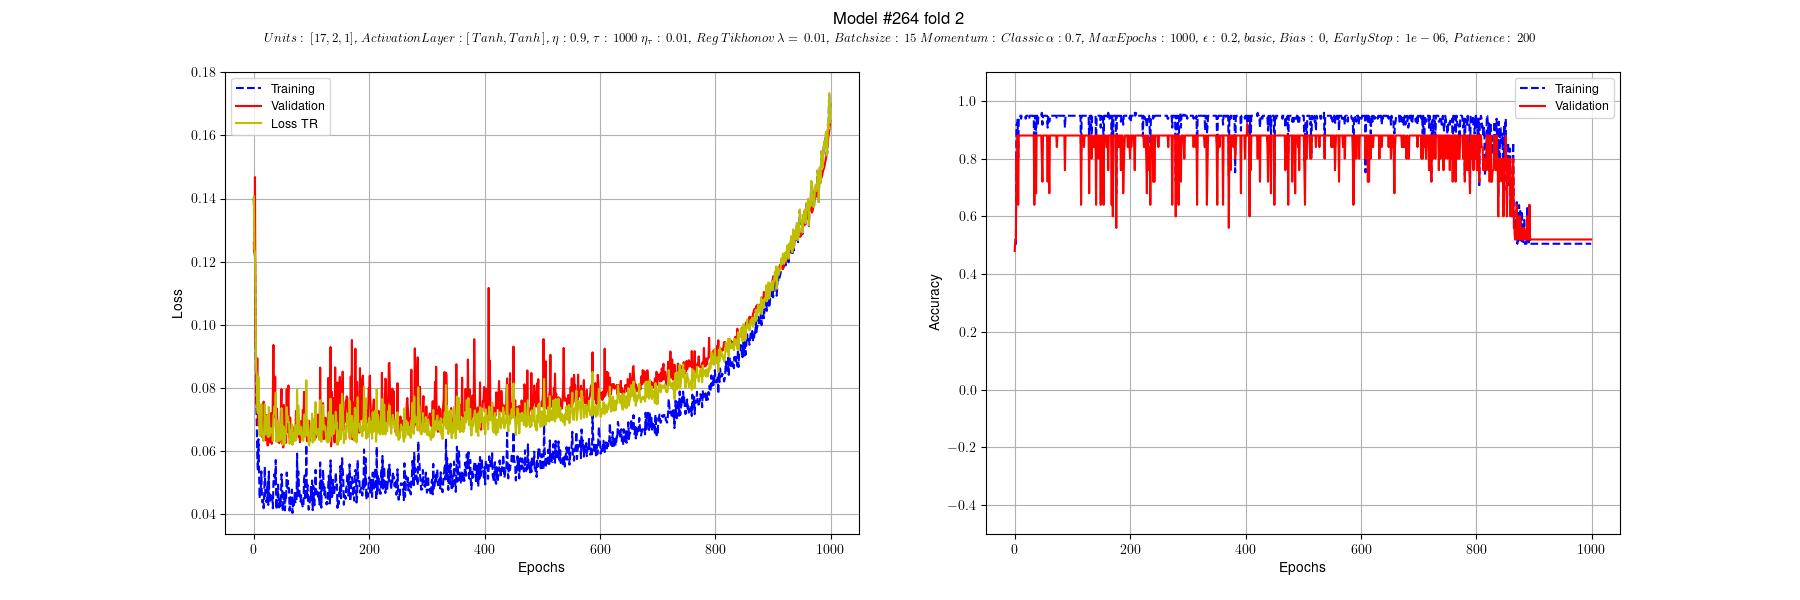 Model #264 fold 2
Units : [17, 2, 1], ActivationLayer : [Tanh, Tanh], η : 0.9, τ : 1000 ητ : 0.01, Reg Tikhonov λ = 0.01, Batchsize : 15 Momentum : Classic α : 0.7, MaxEpochs : 1000, ϵ : 0.2, basic, Bias : 0, EarlyStop : 1e − 06, Patience : 200
Training
Validation
Loss TR
0.18
0.16
0.14
0.12
0.10
0.08
0.06
0.04
Loss
0 200 400 600 800 1000
Epochs
Training
Validation
1.0
0.8
0.6
0.4
0.2
0.0
−0.2
−0.4
Accuracy
0 200 400 600 800 1000
Epochs